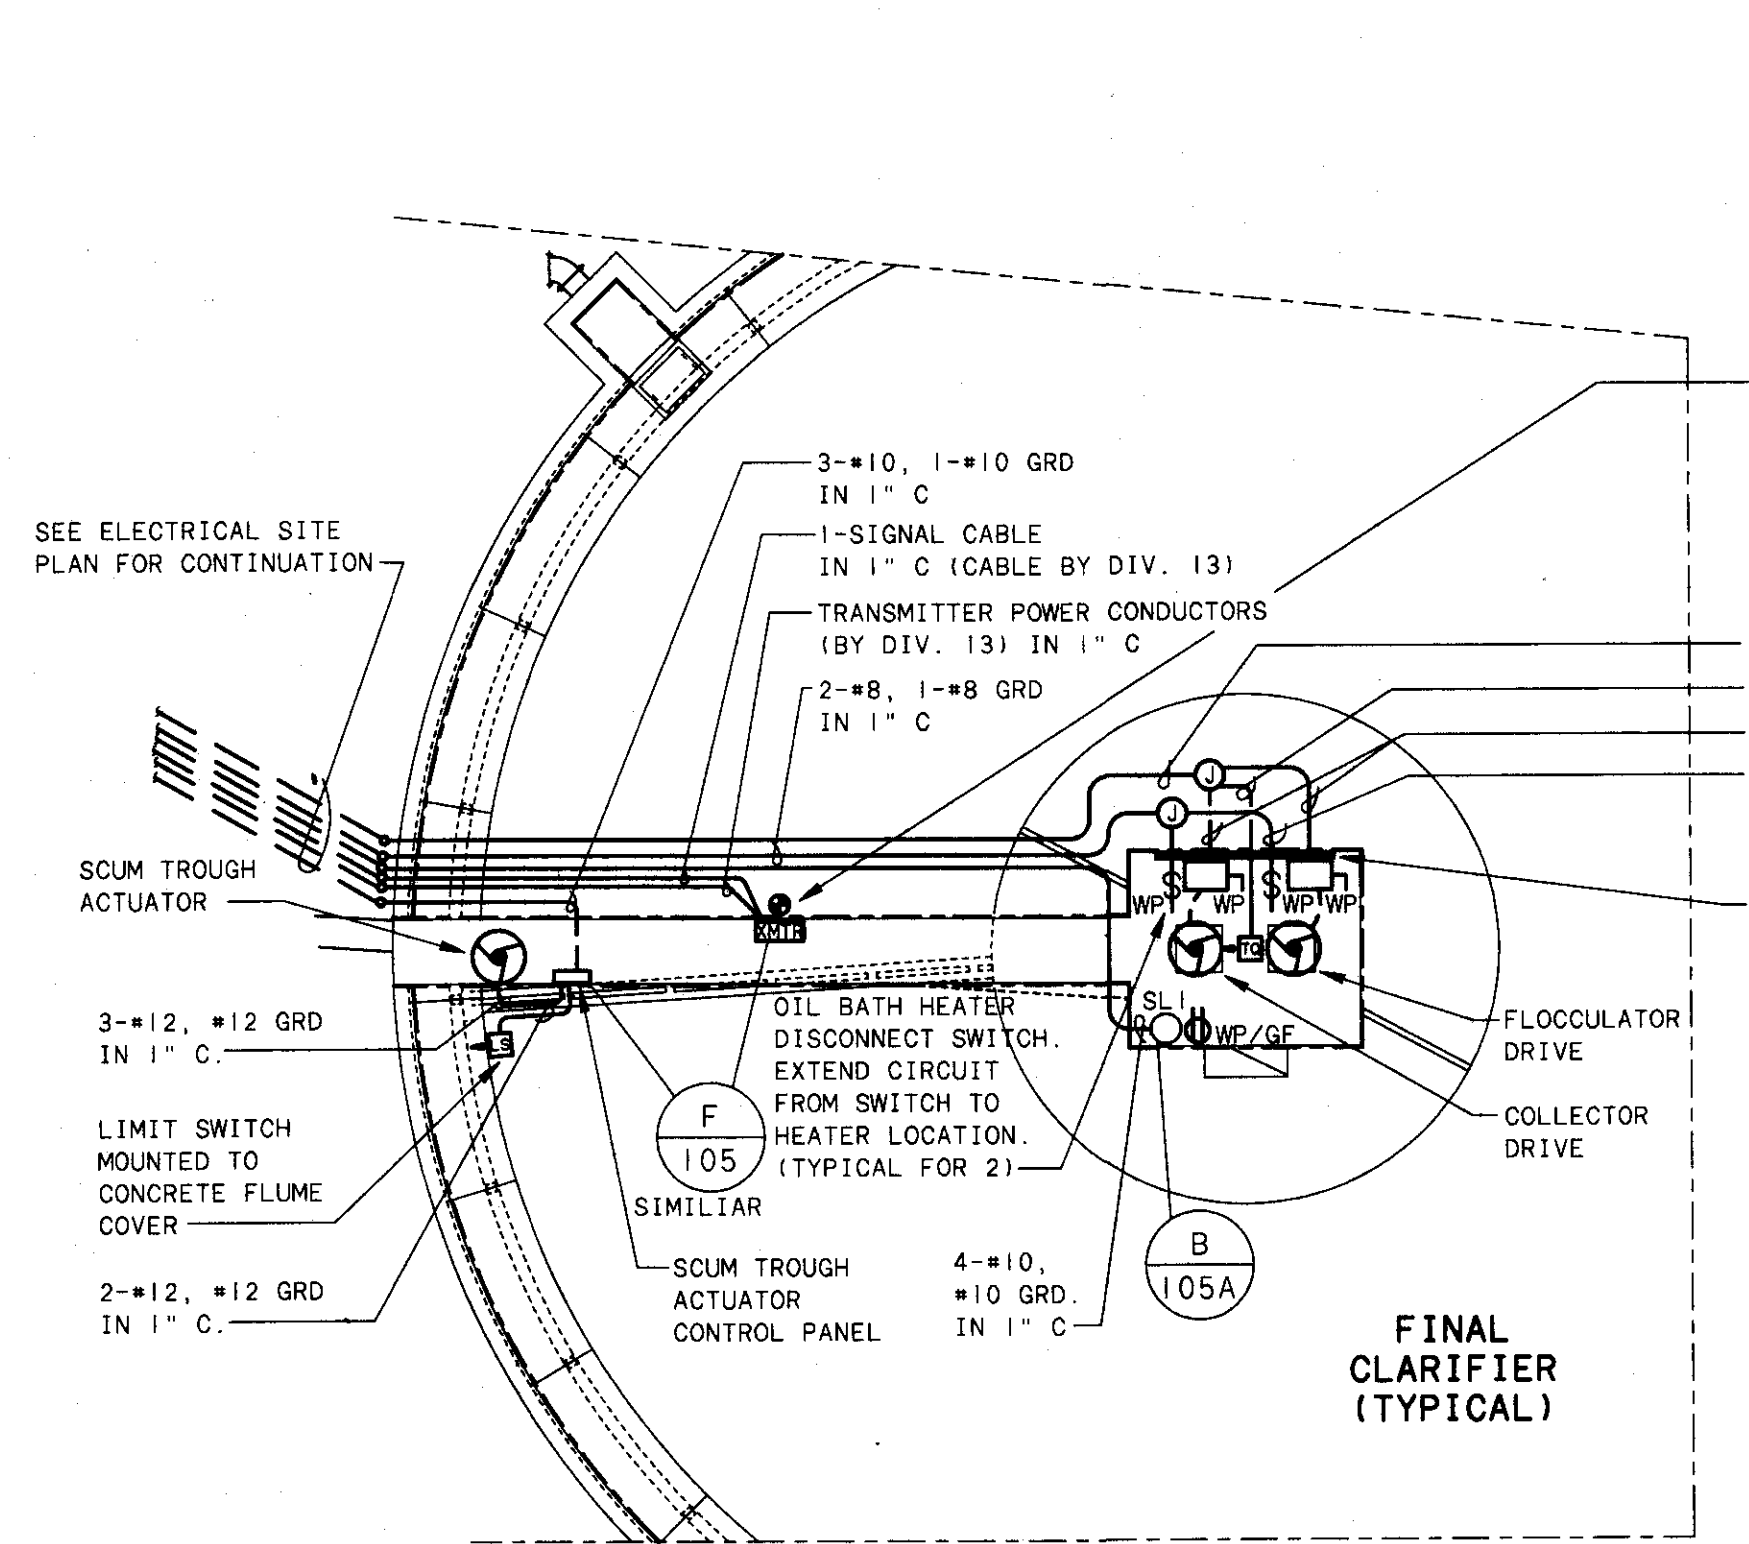 3-#10, 1-#10 GRD
IN 1" C
1-SIGNAL CABLE
IN 1" C (CABLE BY DIV. 13)
TRANSMITTER POWER CONDUCTORS
(BY DIV. 13) IN 1" C
2-#8, 1-#8 GRD
IN 1" C
SEE ELECTRICAL SITE
PLAN FOR CONTINUATION
SCUM TROUGH
ACTUATOR
J
J
S
S
WP
WP
WP
WP
XMTR
TQ
SL1
WP/GF
LS
3-#12, #12 GRD
IN 1" C.
LIMIT SWITCH
MOUNTED TO
CONCRETE FLUME
COVER
2-#12, #12 GRD
IN 1" C.
F
105
SIMILIAR
SCUM TROUGH
ACTUATOR
CONTROL PANEL
OIL BATH HEATER
DISCONNECT SWITCH.
EXTEND CIRCUIT
FROM SWITCH TO
HEATER LOCATION.
(TYPICAL FOR 2)
4-#10,
#10 GRD.
IN 1" C
B
105A
FLOCCULATOR
DRIVE
COLLECTOR
DRIVE
FINAL
CLARIFIER
(TYPICAL)